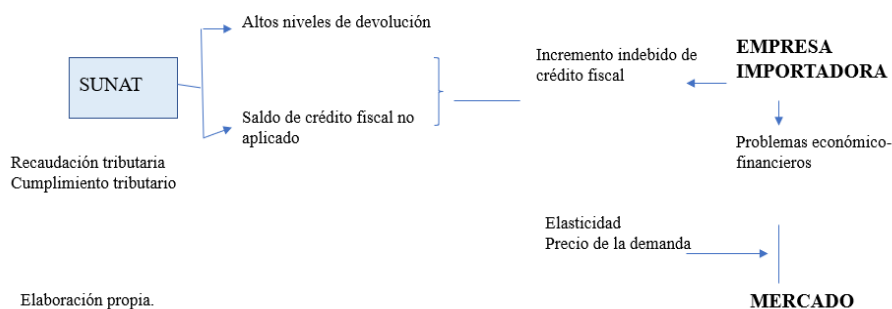 Altos niveles de devolución
SUNAT
Saldo de crédito fiscal no
aplicado
Recaudación tributaria
Cumplimiento tributario
Incremento indebido de
crédito fiscal
EMPRESA
IMPORTADORA
Problemas económico-
financieros
Elasticidad
Precio de la demanda
Elaboración propia.
MERCADO